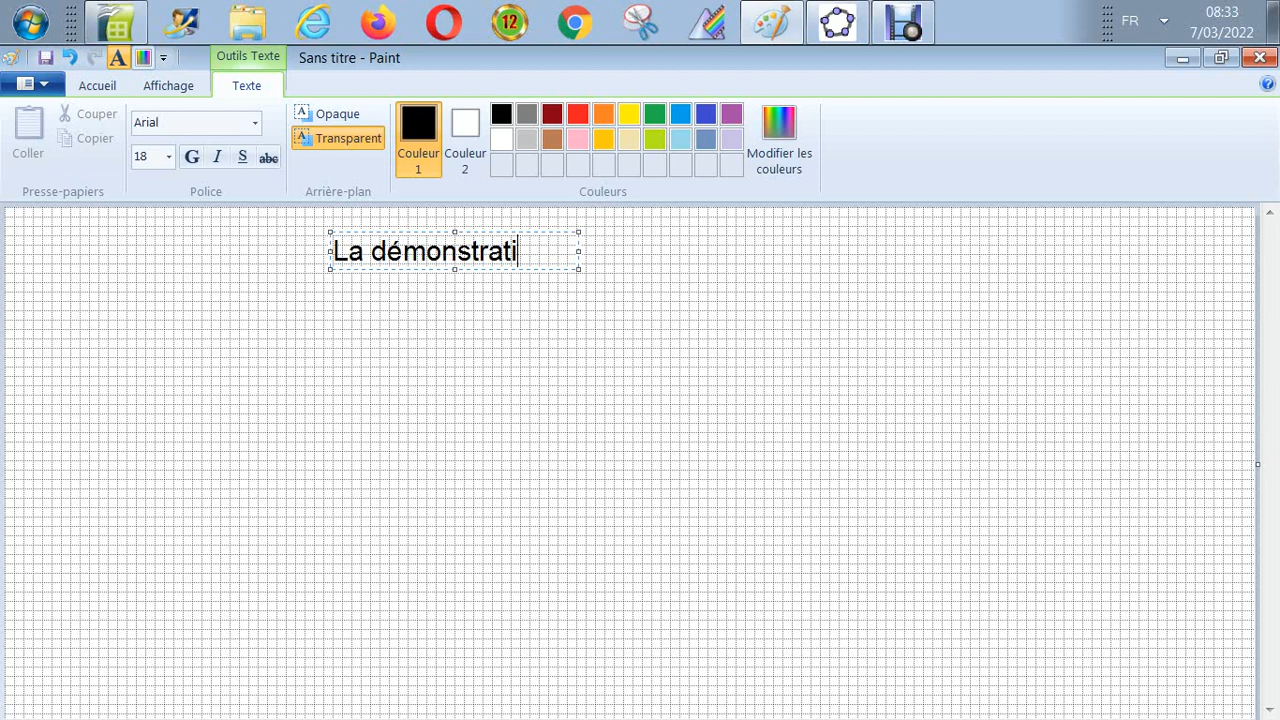 12
FR
08:33
7/03/2022
A
Outils Texte
Sans titre - Paint
Accueil
Affichage
Texte
Coller
Couper
Copier
Presse-papiers
Arial
18
G I S abc
Police
A Opaque
A Transparent
Arrière-plan
Couleur
1
Couleur
2
Modifier les
couleurs
Couleurs
La démonstrati